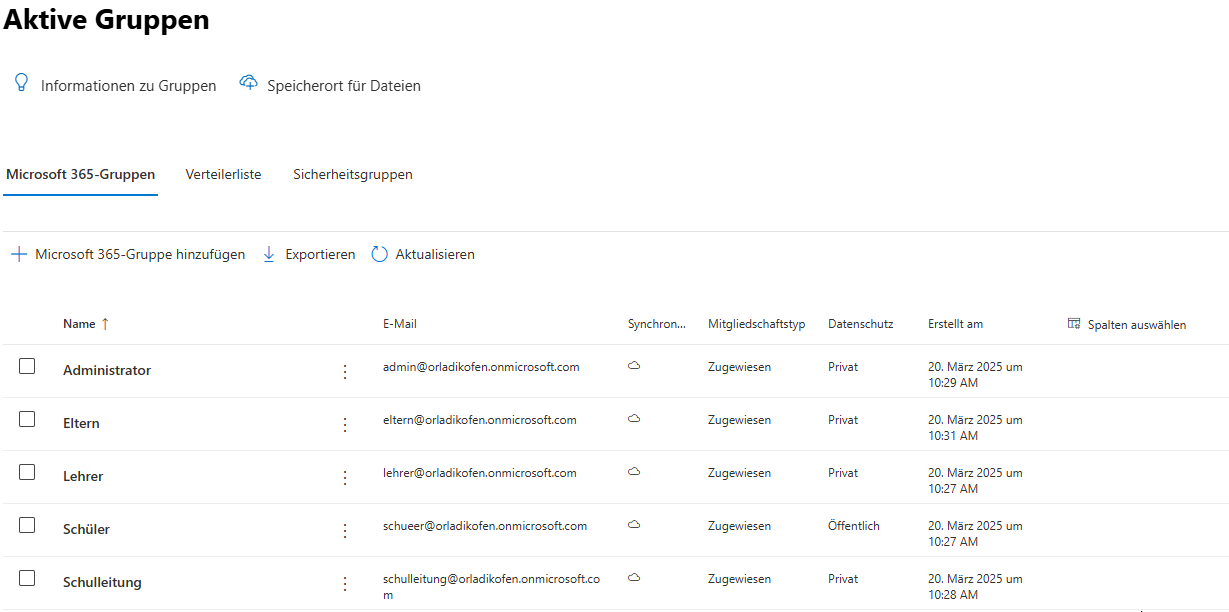 Aktive Gruppen
Informationen zu Gruppen Speicherort für Dateien
Microsoft 365-Gruppen Verteilerliste Sicherheitsgruppen
Microsoft 365-Gruppe hinzufügen Exportieren Aktualisieren
Name ↑ E-Mail Synchron... Mitgliedschaftstyp Datenschutz Erstellt am Spalten auswählen
Administrator admin@orladikofen.onmicrosoft.com Zugewiesen Privat 20. März 2025 um
10:29 AM
Eltern eltern@orladikofen.onmicrosoft.com Zugewiesen Privat 20. März 2025 um
10:31 AM
Lehrer lehrer@orladikofen.onmicrosoft.com Zugewiesen Privat 20. März 2025 um
10:27 AM
Schüler schueer@orladikofen.onmicrosoft.com Zugewiesen Öffentlich 20. März 2025 um
10:27 AM
Schulleitung schulleitung@orladikofen.onmicrosoft.co Zugewiesen Privat 20. März 2025 um
m 10:28 AM